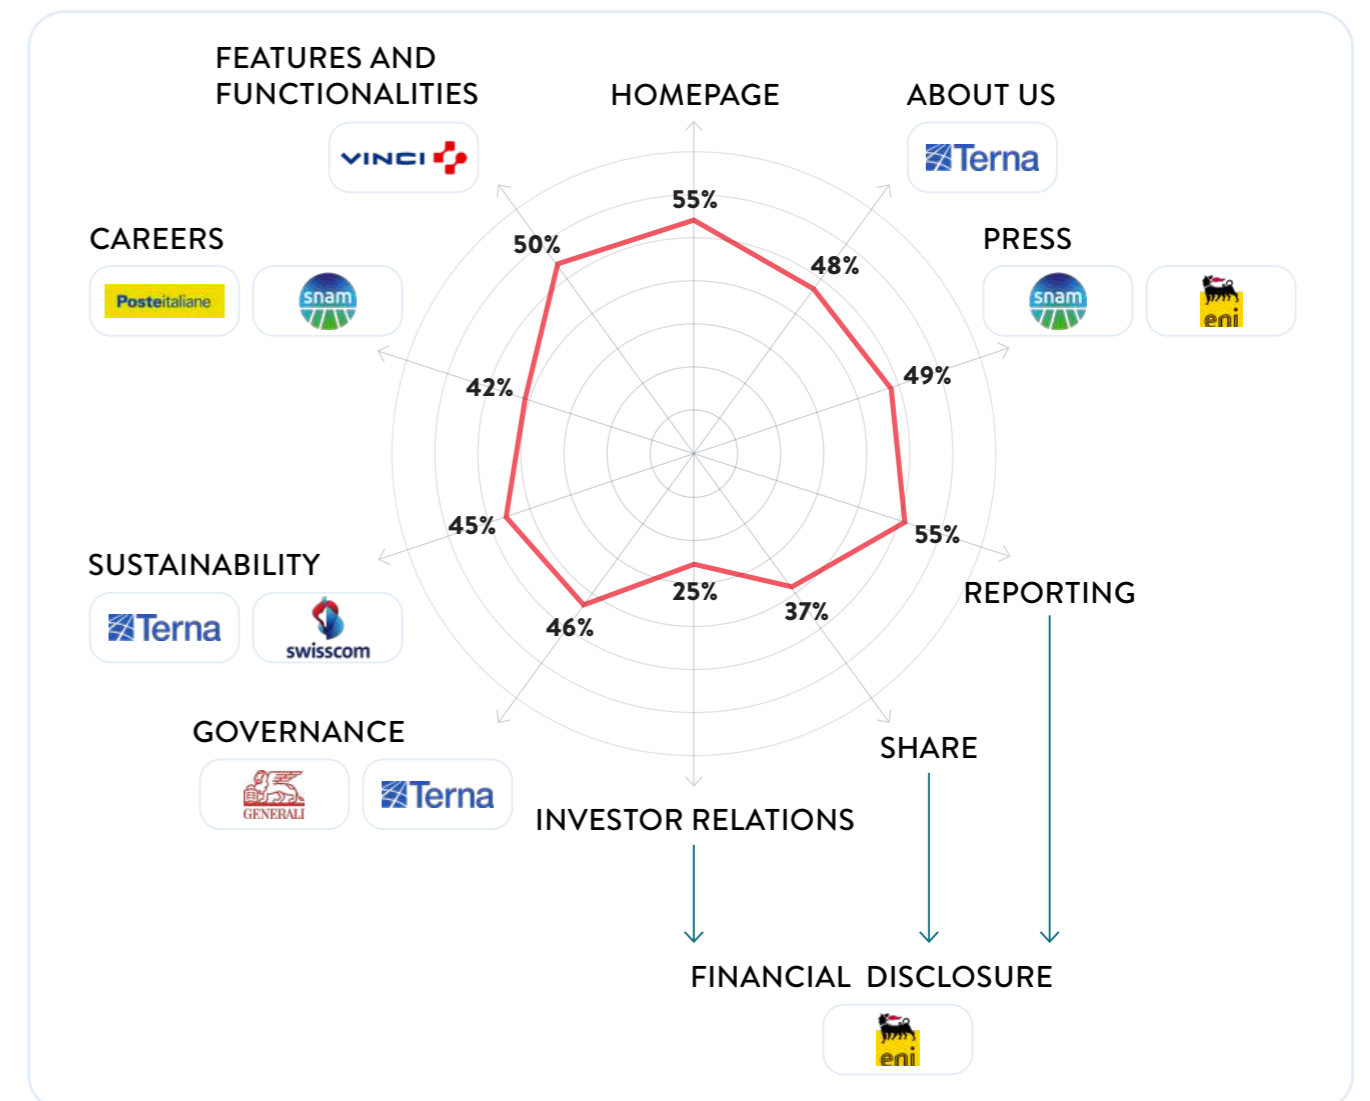 FEATURES AND
FUNCTIONALITIES
HOMEPAGE
ABOUT US
VINCI
Terna
55%
CAREERS
50%
48%
PRESS
Posteitaliane
snam
snam
eni
42%
49%
45%
55%
SUSTAINABILITY
Terna
swisscom
25%
37%
46%
REPORTING
GOVERNANCE
SHARE
GENERALI
Terna
INVESTOR RELATIONS
FINANCIAL DISCLOSURE
eni